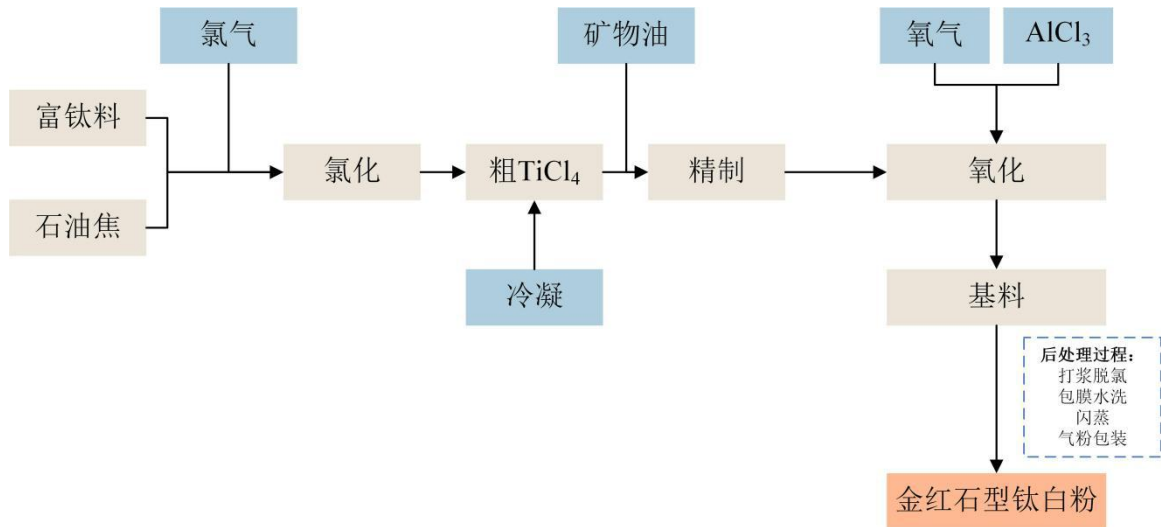 氯气
矿物油
氧气
AlCl₃
富钛料
石油焦
氯化
粗TiCl₄
精制
氧化
冷凝
基料
后处理过程：
打浆脱氯
包膜水洗
闪蒸
气粉包装
金红石型钛白粉